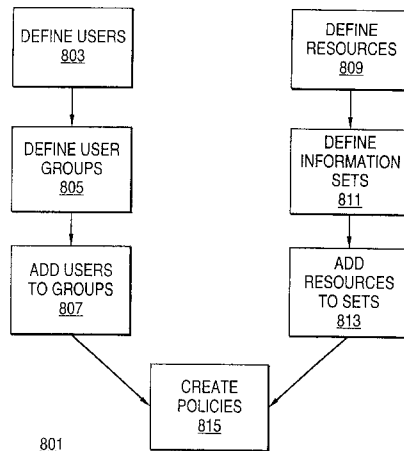 DEFINE USERS
803
DEFINE USER
GROUPS
805
ADD USERS
TO GROUPS
807
DEFINE
RESOURCES
809
DEFINE
INFORMATION
SETS
811
ADD
RESOURCES
TO SETS
813
CREATE
POLICIES
815
801